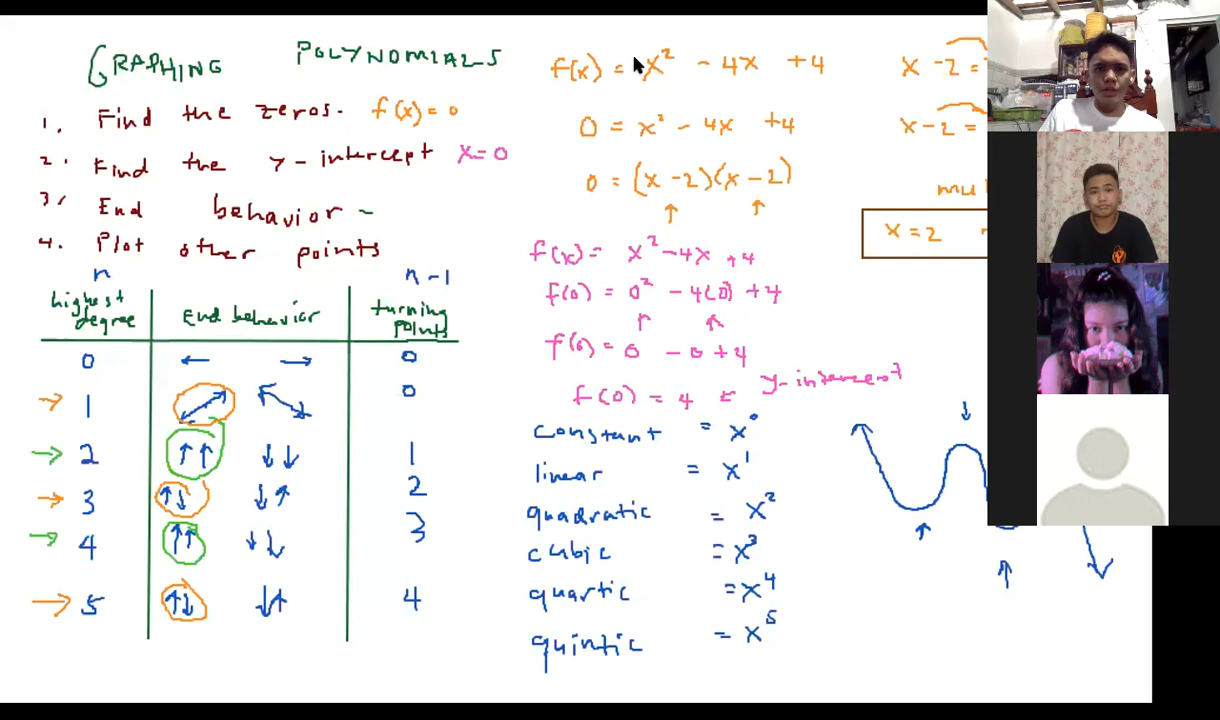 GRAPHING POLYNOMIALS
1. Find the zeros. f(x) = 0
2. Find the y-intercept x = 0
3. End behavior -
4. Plot other points
n n-1
highest degree End behavior turning points
0 ← → 0
→ 1 0
→ 2 ↑↑ ↓↓ 1
→ 3 ↑↓ ↓↑ 2
→ 4 ↑↑ ↓↓ 3
→ 5 ↑↓ ↓↑ 4
f(x) = x² - 4x + 4
0 = x² - 4x + 4
0 = (x - 2)(x - 2)
↑ ↑
f(x) = x² - 4x + 4
f(0) = 0² - 4(0) + 4
f(0) = 0 - 0 + 4
f(0) = 4 y-intercept
constant = x⁰
linear = x¹
quadratic = x²
cubic = x³
quartic = x⁴
quintic = x⁵
x - 2 =
x - 2 =
mu
x = 2